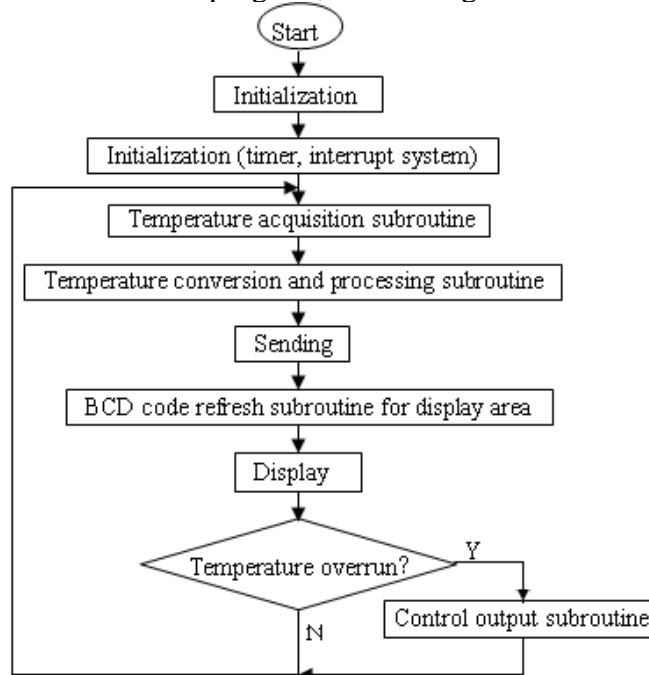 Start
Initialization
Initialization (timer, interrupt system)
Temperature acquisition subroutine
Temperature conversion and processing subroutine
Sending
BCD code refresh subroutine for display area
Display
Temperature overrun?
Y
Control output subroutine
N